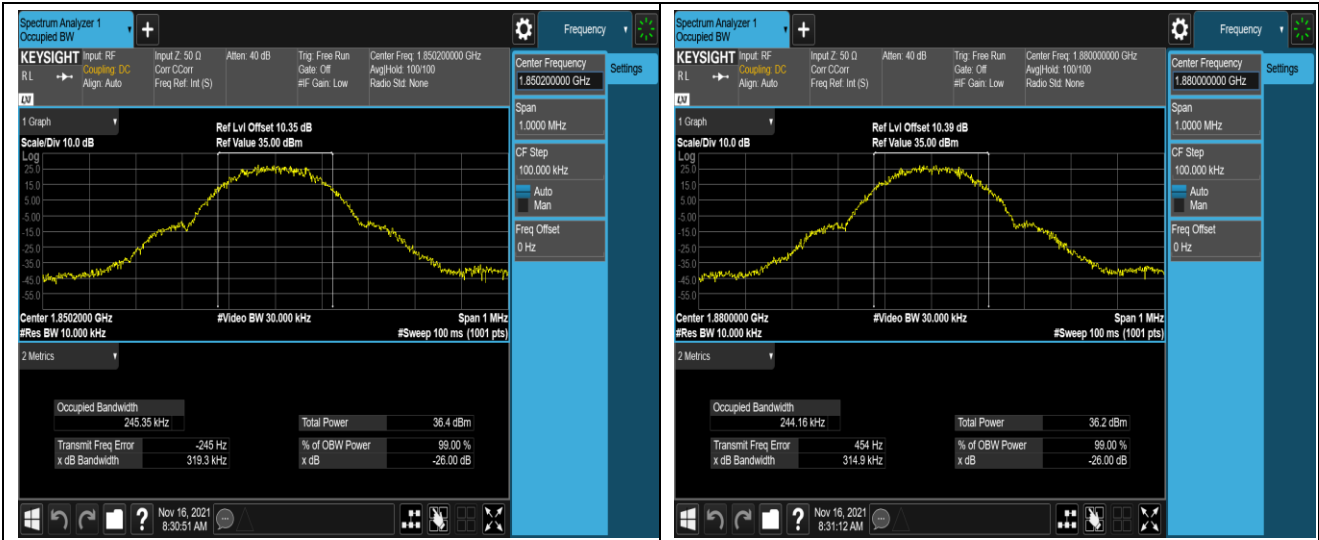 Spectrum Analyzer 1
Occupied BW
+
Frequency
KEYSIGHT Input: RF Input Z: 50 Ω Atten: 40 dB Trig: Free Run Center Freq: 1.850200000 GHz
RL Coupling: DC Corr CCorr Gate: Off Avg|Hold: 100/100
Align: Auto Freq Ref: Int (S) #IF Gain: Low Radio Std: None
LXI
Center Frequency
1.850200000 GHz
Settings
Span
1.0000 MHz
CF Step
100.000 kHz
Auto
Man
Freq Offset
0 Hz
1 Graph
Ref Lvl Offset 10.35 dB
Scale/Div 10.0 dB Ref Value 35.00 dBm
Log
25.0
15.0
5.00
-5.00
-15.0
-25.0
-35.0
-45.0
-55.0
Center 1.8502000 GHz #Video BW 30.000 kHz Span 1 MHz
#Res BW 10.000 kHz #Sweep 100 ms (1001 pts)
2 Metrics
Occupied Bandwidth
245.35 kHz Total Power 36.4 dBm
Transmit Freq Error -245 Hz % of OBW Power 99.00 %
x dB Bandwidth 319.3 kHz x dB -26.00 dB
? Nov 16, 2021
8:30:51 AM
Spectrum Analyzer 1
Occupied BW
+
Frequency
KEYSIGHT Input: RF Input Z: 50 Ω Atten: 40 dB Trig: Free Run Center Freq: 1.880000000 GHz
RL Coupling: DC Corr CCorr Gate: Off Avg|Hold: 100/100
Align: Auto Freq Ref: Int (S) #IF Gain: Low Radio Std: None
LXI
Center Frequency
1.880000000 GHz
Settings
Span
1.0000 MHz
CF Step
100.000 kHz
Auto
Man
Freq Offset
0 Hz
1 Graph
Ref Lvl Offset 10.39 dB
Scale/Div 10.0 dB Ref Value 35.00 dBm
Log
25.0
15.0
5.00
-5.00
-15.0
-25.0
-35.0
-45.0
-55.0
Center 1.8800000 GHz #Video BW 30.000 kHz Span 1 MHz
#Res BW 10.000 kHz #Sweep 100 ms (1001 pts)
2 Metrics
Occupied Bandwidth
244.16 kHz Total Power 36.2 dBm
Transmit Freq Error 454 Hz % of OBW Power 99.00 %
x dB Bandwidth 314.9 kHz x dB -26.00 dB
? Nov 16, 2021
8:31:12 AM